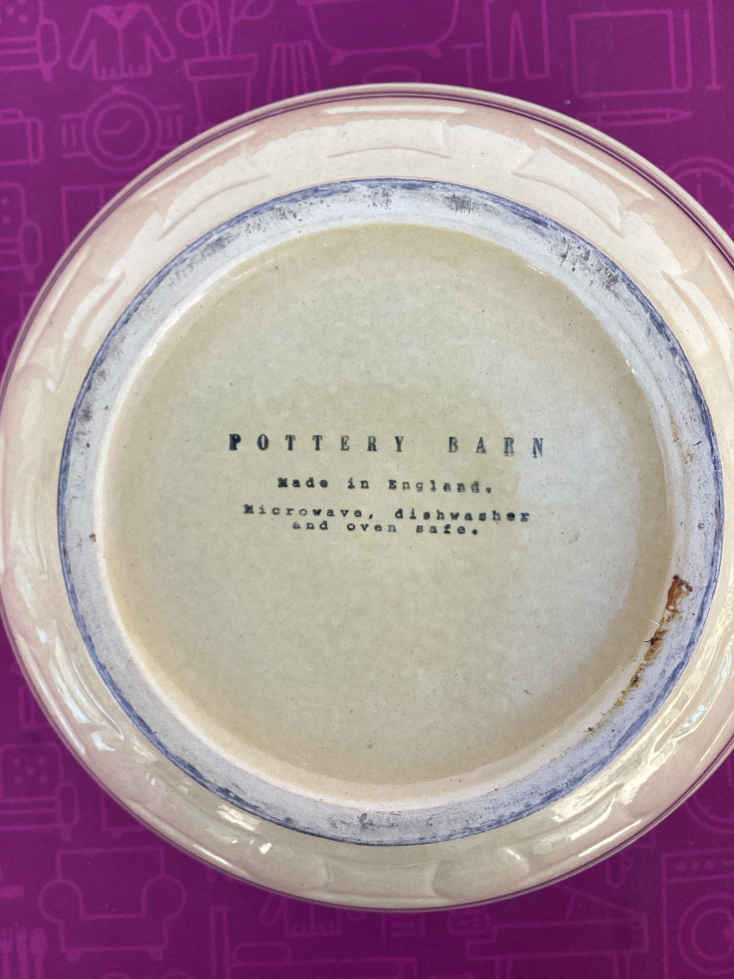 POTTERY BARN
Made in England.
Microwave, dishwasher
and oven safe.